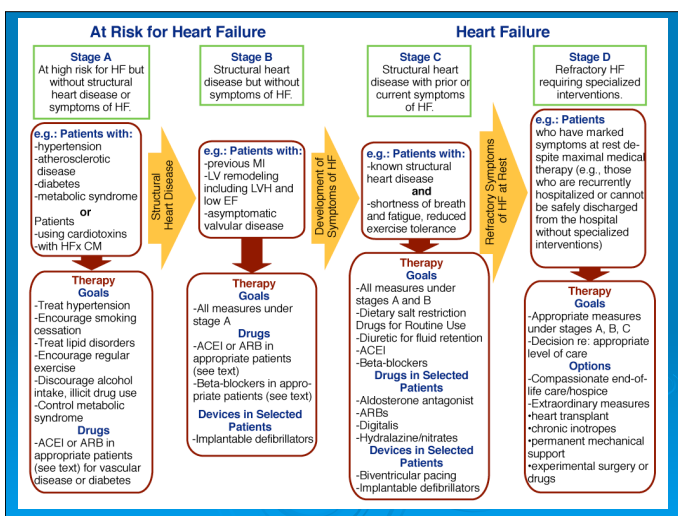 At Risk for Heart Failure
Heart Failure
Stage A
At high risk for HF but
without structural
heart disease or
symptoms of HF.
e.g.: Patients with:
-hypertension
-atherosclerotic
disease
-diabetes
-metabolic syndrome
or
Patients
-using cardiotoxins
-with HFx CM
Therapy
Goals
-Treat hypertension
-Encourage smoking
cessation
-Treat lipid disorders
-Encourage regular
exercise
-Discourage alcohol
intake, illicit drug use
-Control metabolic
syndrome
Drugs
-ACEI or ARB in
appropriate patients
(see text) for vascular
disease or diabetes
Structural
Heart Disease
Stage B
Structural heart
disease but without
symptoms of HF.
e.g.: Patients with:
-previous MI
-LV remodeling
including LVH and
low EF
-asymptomatic
valvular disease
Therapy
Goals
-All measures under
stage A
Drugs
-ACEI or ARB in
appropriate patients
(see text)
-Beta-blockers in appro-
priate patients (see text)
Devices in Selected
Patients
-Implantable defibrillators
Development of
Symptoms of HF
Stage C
Structural heart
disease with prior or
current symptoms
of HF.
e.g.: Patients with:
-known structural
heart disease
and
-shortness of breath
and fatigue, reduced
exercise tolerance
Therapy
Goals
-All measures under
stages A and B
-Dietary salt restriction
Drugs for Routine Use
-Diuretic for fluid retention
-ACEI
-Beta-blockers
Drugs in Selected
Patients
-Aldosterone antagonist
-ARBs
-Digitalis
-Hydralazine/nitrates
Devices in Selected
Patients
-Biventricular pacing
-Implantable defibrillators
Refractory Symptoms
of HF at Rest
Stage D
Refractory HF
requiring specialized
interventions.
e.g.: Patients
who have marked
symptoms at rest de-
spite maximal medical
therapy (e.g., those
who are recurrently
hospitalized or cannot
be safely discharged
from the hospital
without specialized
interventions)
Therapy
Goals
-Appropriate measures
under stages A, B, C
-Decision re: appropriate
level of care
Options
-Compassionate end-of-
life care/hospice
-Extraordinary measures
•heart transplant
•chronic inotropes
•permanent mechanical
support
•experimental surgery or
drugs